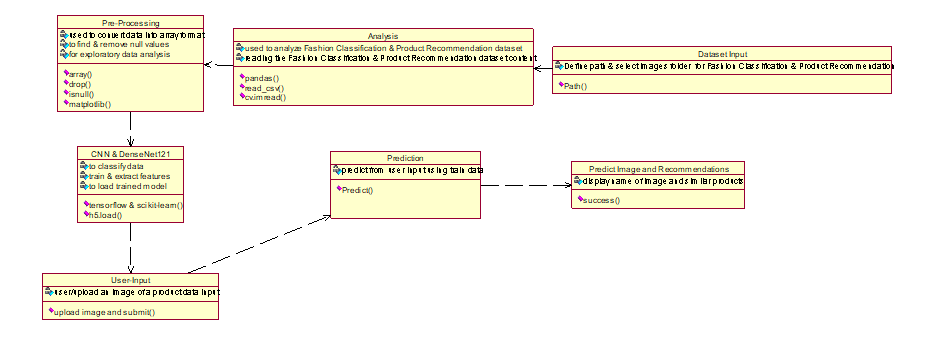 Pre-Processing
used to convert data into array format
to find & remove null values
for exploratory data analysis
array()
drop()
isnull()
matplotlib()
Analysis
used to analyze Fashion Classification & Product Recommendation dataset
reading the Fashion Classification & Product Recommendation dataset content
pandas()
read_csv()
cv.imread()
Dataset Input
Define path & select images folder for Fashion Classification & Product Recommendation
Path()
CNN & DenseNet121
to classify data
train & extract features
to load trained model
tensorflow & scikit-learn()
h5.load()
Prediction
predict from user input using train data
Predict()
Predict Image and Recommendations
display name of image and similar products
success()
User-Input
user/upload an image of a product data input
upload image and submit()